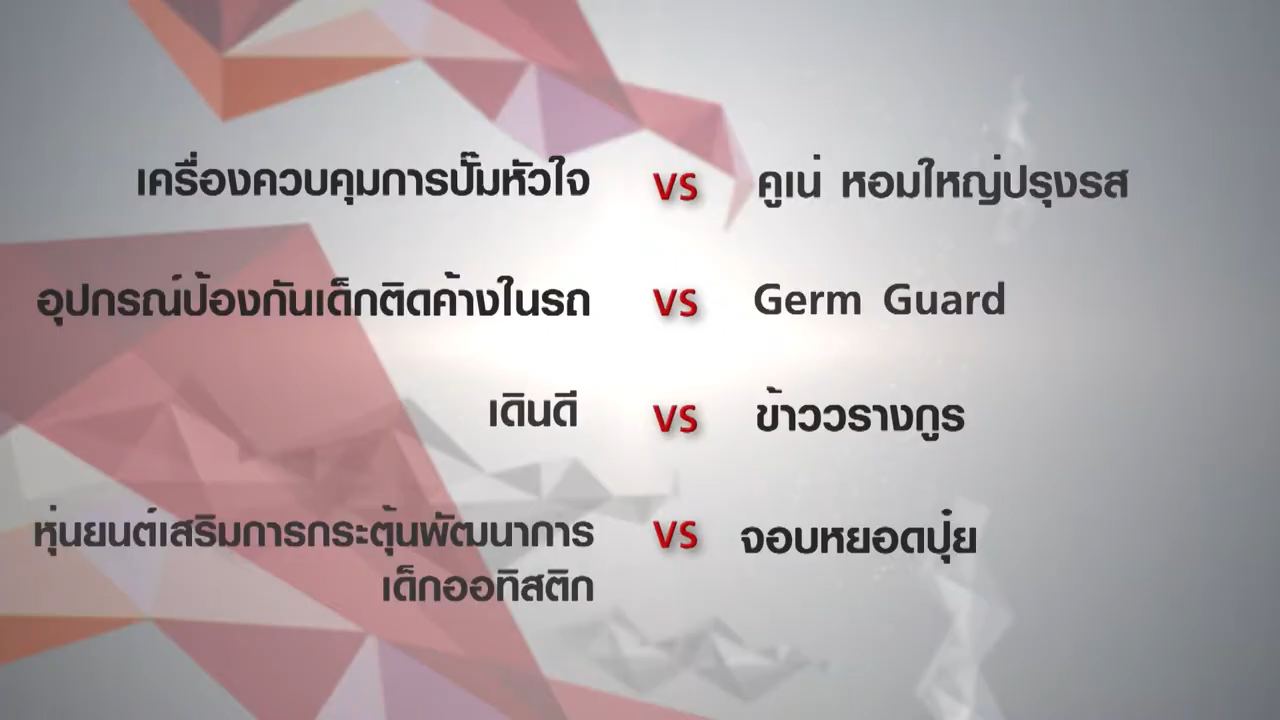 เครื่องควบคุมการปั๊มหัวใจ VS คูเน่ หอมใหญ่ปรุงรส
อุปกรณ์ป้องกันเด็กติดค้างในรถ VS Germ Guard
เดินดี VS ข้าววรางกูร
หุ่นยนต์เสริมการกระตุ้นพัฒนาการ VS จอบหยอดปุ๋ย
เด็กออทิสติก